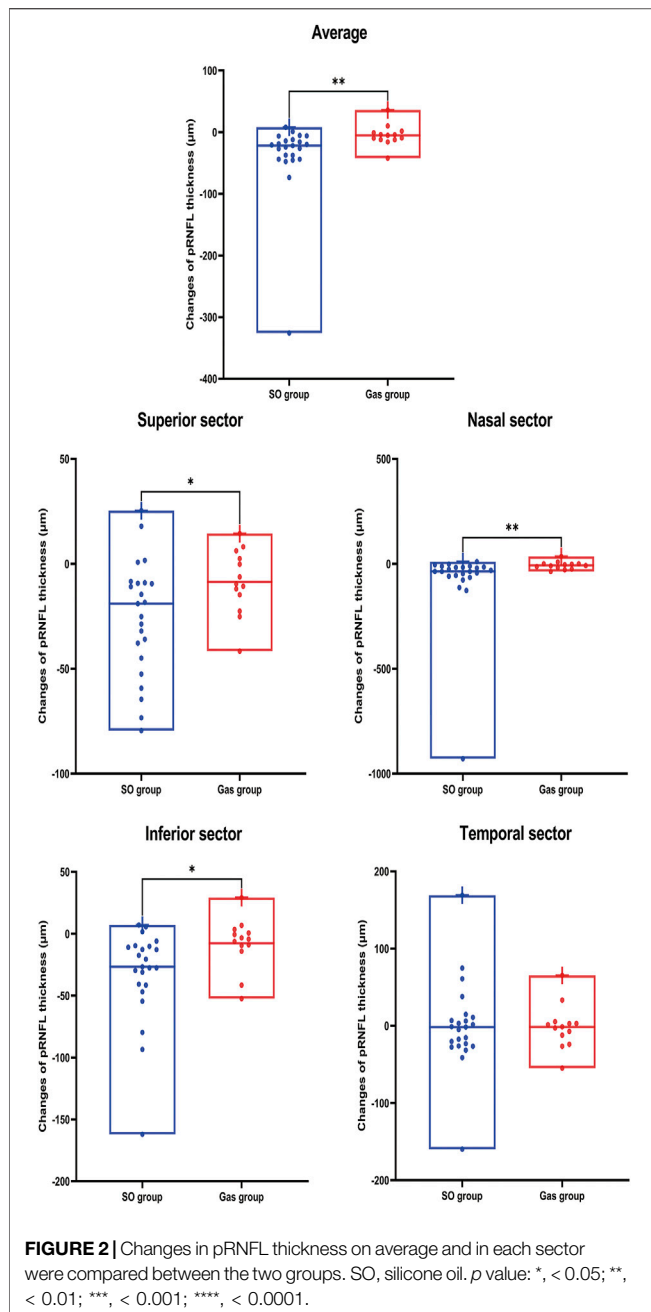 Average
**
Changes of pRNFL thickness (µm)
100
0
-100
-200
-300
-400
SO group Gas group
Superior sector
*
Changes of pRNFL thickness (µm)
50
0
-50
-100
SO group Gas group
Nasal sector
**
Changes of pRNFL thickness (µm)
500
0
-500
-1000
SO group Gas group
Inferior sector
*
Changes of pRNFL thickness (µm)
50
0
-50
-100
-150
-200
SO group Gas group
Temporal sector
Changes of pRNFL thickness (µm)
200
100
0
-100
-200
SO group Gas group
FIGURE 2 | Changes in pRNFL thickness on average and in each sector
were compared between the two groups. SO, silicone oil. p value: *, < 0.05; **,
< 0.01; ***, < 0.001; ****, < 0.0001.